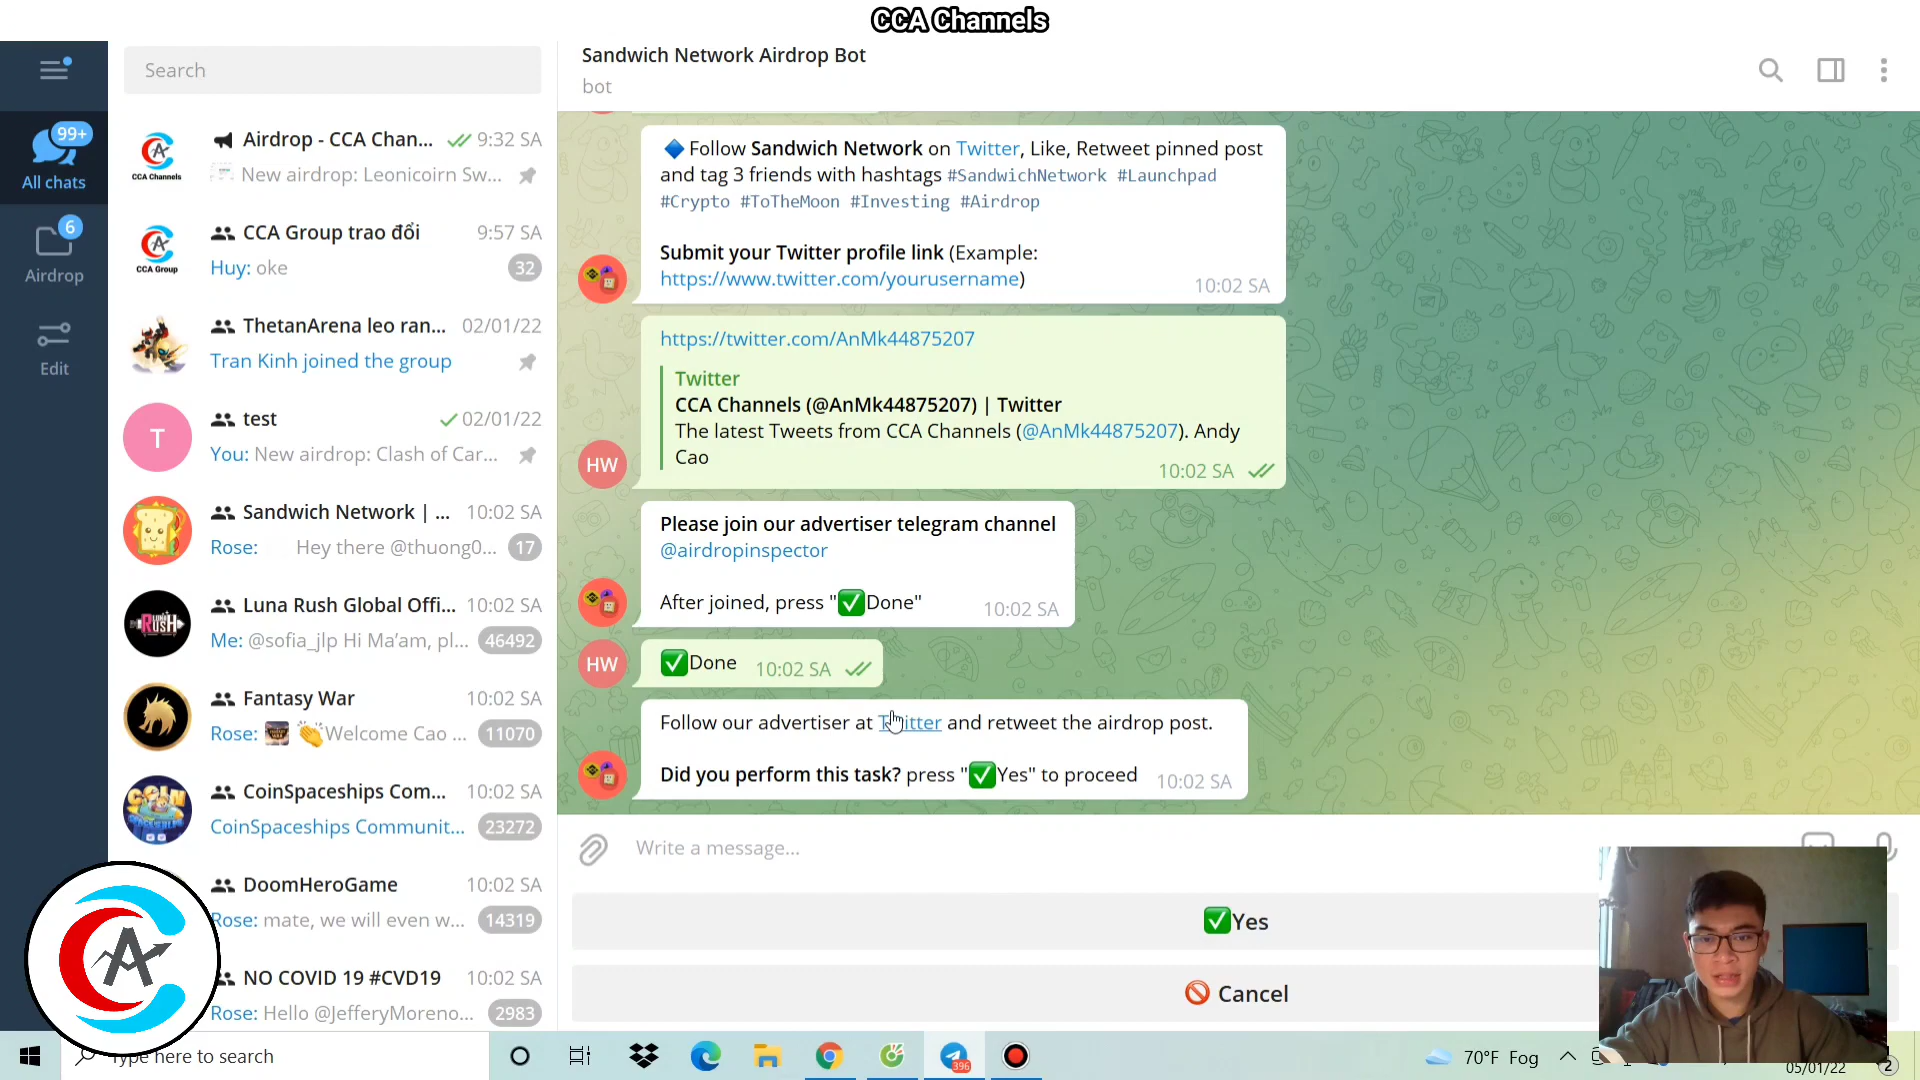 CCA Channels
Search
99+
All chats
6
Airdrop
Edit
CCA Channels
Airdrop - CCA Chan... 9:32 SA
New airdrop: Leonicoirn Sw...
CCA Group
CCA Group trao đổi 9:57 SA
Huy: oke 32
ThetanArena leo ran... 02/01/22
Tran Kinh joined the group
T
test 02/01/22
You: New airdrop: Clash of Car...
Sandwich Network | ... 10:02 SA
Rose: Hey there @thuong0... 17
Luna Rush Global Offi... 10:02 SA
Me: @sofia_jlp Hi Ma'am, pl... 46492
Fantasy War 10:02 SA
Rose: Welcome Cao ... 11070
CoinSpaceships Com... 10:02 SA
CoinSpaceships Communit... 23272
DoomHeroGame 10:02 SA
Rose: mate, we will even w... 14319
NO COVID 19 #CVD19 10:02 SA
Rose: Hello @JefferyMoreno... 2983
Sandwich Network Airdrop Bot
bot
Follow Sandwich Network on Twitter, Like, Retweet pinned post
and tag 3 friends with hashtags #SandwichNetwork #Launchpad
#Crypto #ToTheMoon #Investing #Airdrop
Submit your Twitter profile link (Example:
https://www.twitter.com/yourusername) 10:02 SA
https://twitter.com/AnMk44875207
Twitter
CCA Channels (@AnMk44875207) | Twitter
The latest Tweets from CCA Channels (@AnMk44875207). Andy
Cao
HW 10:02 SA
Please join our advertiser telegram channel
@airdropinspector
After joined, press "✅Done" 10:02 SA
HW ✅Done 10:02 SA
Follow our advertiser at Twitter and retweet the airdrop post.
Did you perform this task? press "✅Yes" to proceed 10:02 SA
Write a message...
✅Yes
🚫 Cancel
Type here to search
396
70°F Fog
05/01/22
2